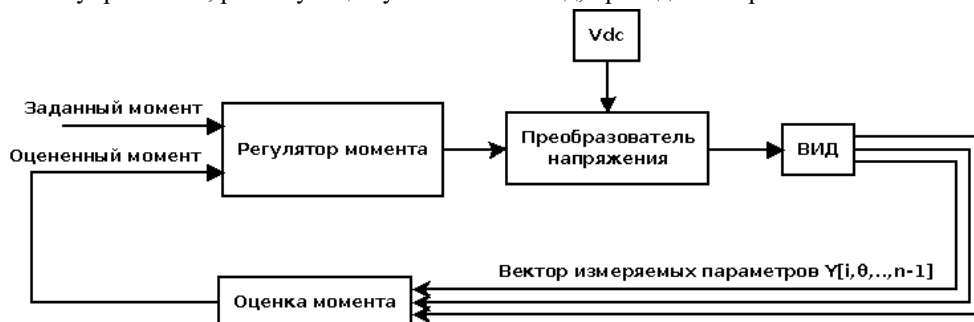 Vdc
Заданный момент
Оцененный момент
Регулятор момента
Преобразователь
напряжения
ВИД
Вектор измеряемых параметров Y[i,θ,..,n-1]
Оценка момента